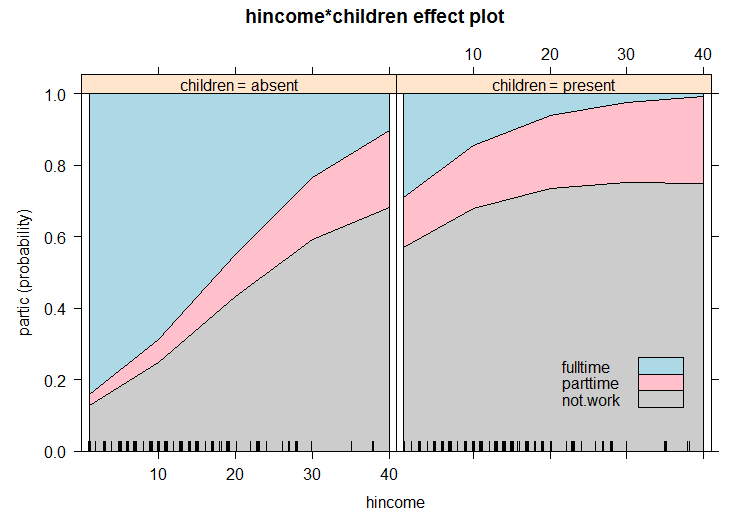 hincome*children effect plot
10 20 30 40
children = absent children = present
1.0
0.8
0.6
0.4
0.2
0.0
partic (probability)
fulltime
parttime
not.work
10 20 30 40
hincome